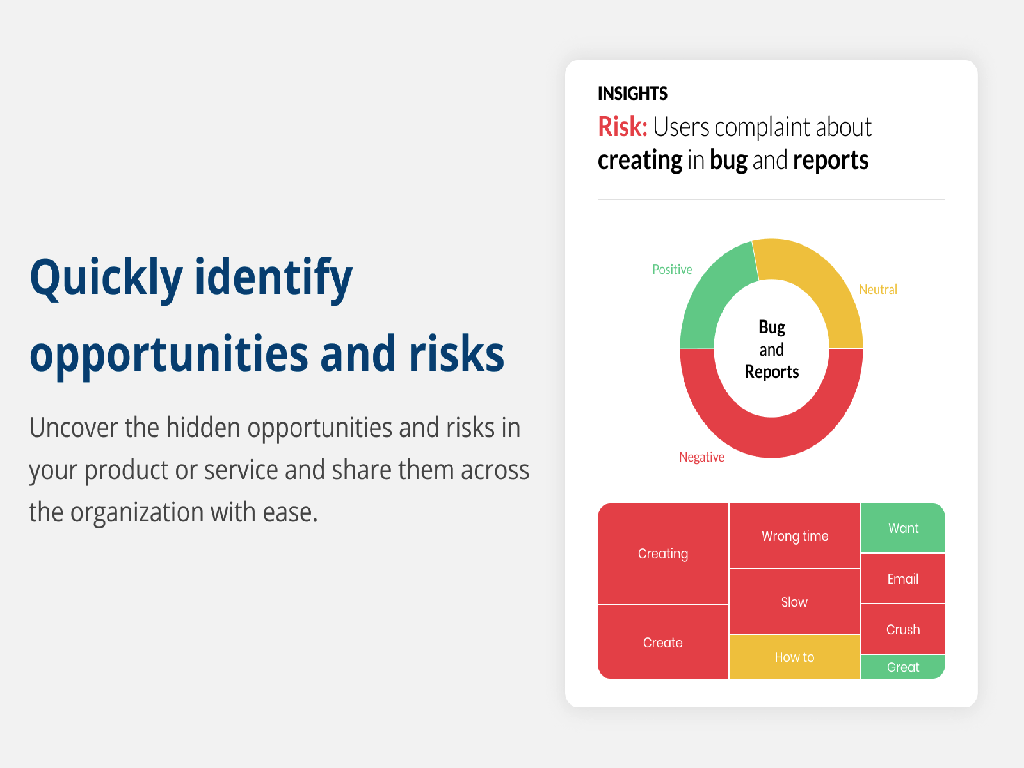 Quickly identify
opportunities and risks
Uncover the hidden opportunities and risks in
your product or service and share them across
the organization with ease.
INSIGHTS
Risk: Users complaint about
creating in bug and reports
Positive
Neutral
Bug
and
Reports
Negative
Creating
Create
Wrong time
Slow
How to
Want
Email
Crush
Great